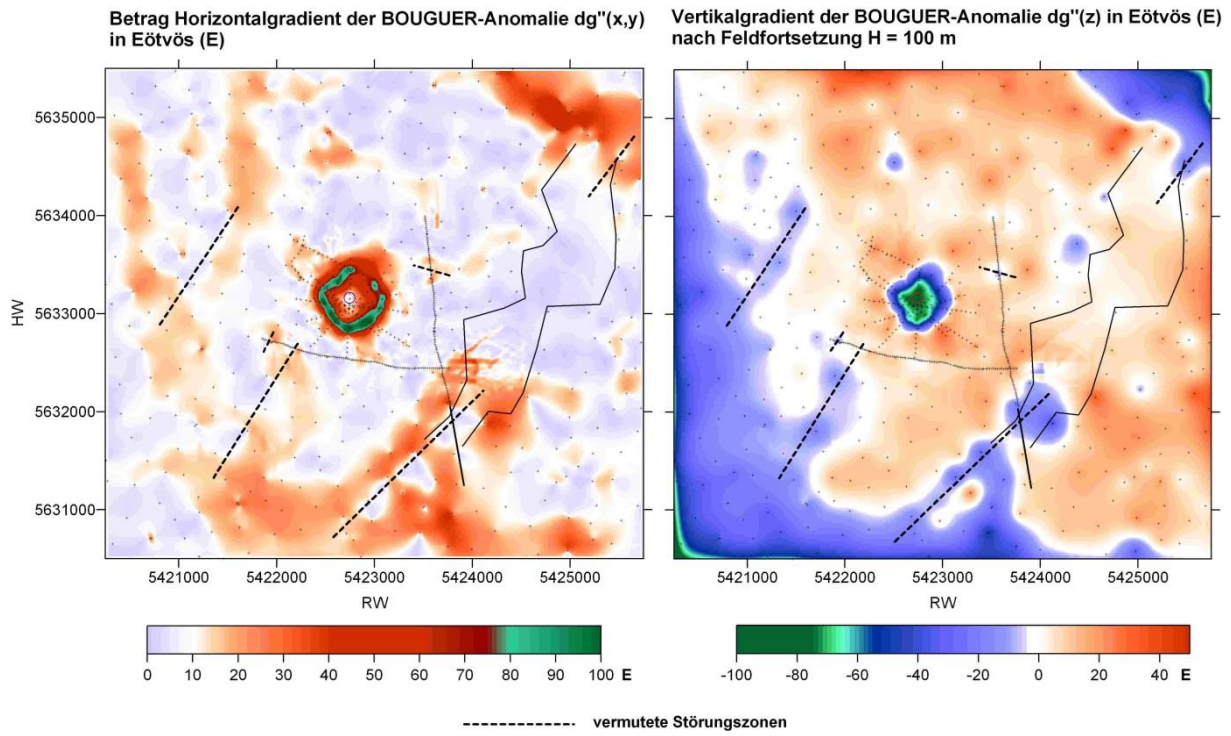 Betrag Horizontalgradient der BOUGUER-Anomalie dg"(x,y)
in Eötvös (E)
Vertikalgradient der BOUGUER-Anomalie dg"(z) in Eötvös (E)
nach Feldfortsetzung H = 100 m
HW
5635000
5634000
5633000
5632000
5631000
5421000 5422000 5423000 5424000 5425000
RW
5421000 5422000 5423000 5424000 5425000
RW
0 10 20 30 40 50 60 70 80 90 100 E
-100 -80 -60 -40 -20 0 20 40 E
vermutete Störungszonen